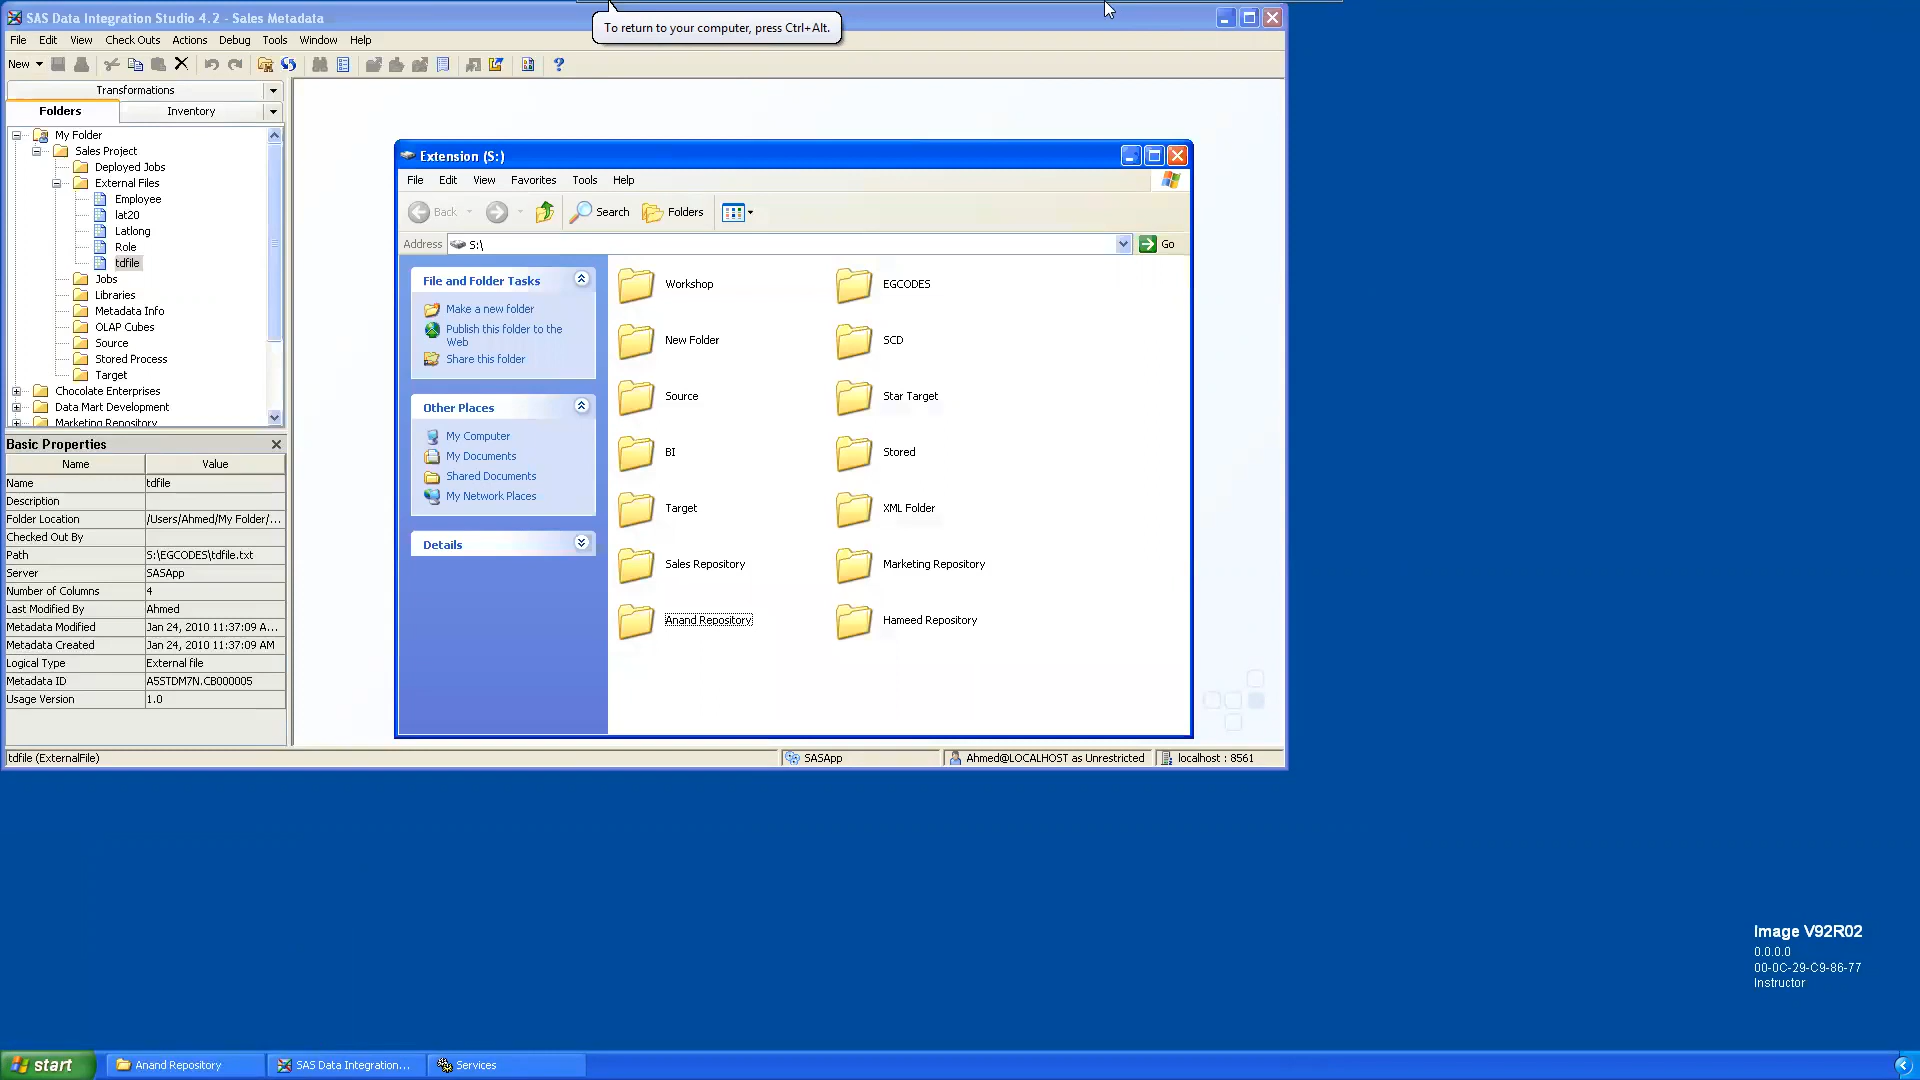 SAS Data Integration Studio 4.2 - Sales Metadata
To return to your computer, press Ctrl+Alt.
File Edit View Check Outs Actions Debug Tools Window Help
New
Transformations
Folders Inventory
My Folder
Sales Project
Deployed Jobs
External Files
Employee
lat20
Latlong
Role
tdfile
Jobs
Libraries
Metadata Info
OLAP Cubes
Source
Stored Process
Target
Chocolate Enterprises
Data Mart Development
Marketing Repository
Basic Properties
Name Value
Name tdfile
Description
Folder Location /Users/Ahmed/My Folder/...
Checked Out By
Path S:\EGCODES\tdfile.txt
Server SASApp
Number of Columns 4
Last Modified By Ahmed
Metadata Modified Jan 24, 2010 11:37:09 A...
Metadata Created Jan 24, 2010 11:37:09 AM
Logical Type External file
Metadata ID A5STDM7N.CB000005
Usage Version 1.0
Extension (S:)
File Edit View Favorites Tools Help
Back Search Folders
Address S:\ Go
File and Folder Tasks
Make a new folder
Publish this folder to the
Web
Share this folder
Other Places
My Computer
My Documents
Shared Documents
My Network Places
Details
Workshop EGCODES
New Folder SCD
Source Star Target
BI Stored
Target XML Folder
Sales Repository Marketing Repository
Anand Repository Hameed Repository
tdfile (ExternalFile) SASApp Ahmed@LOCALHOST as Unrestricted localhost : 8561
Image V92R02
0.0.0.0
00-0C-29-C9-86-77
Instructor
start Anand Repository SAS Data Integration... Services